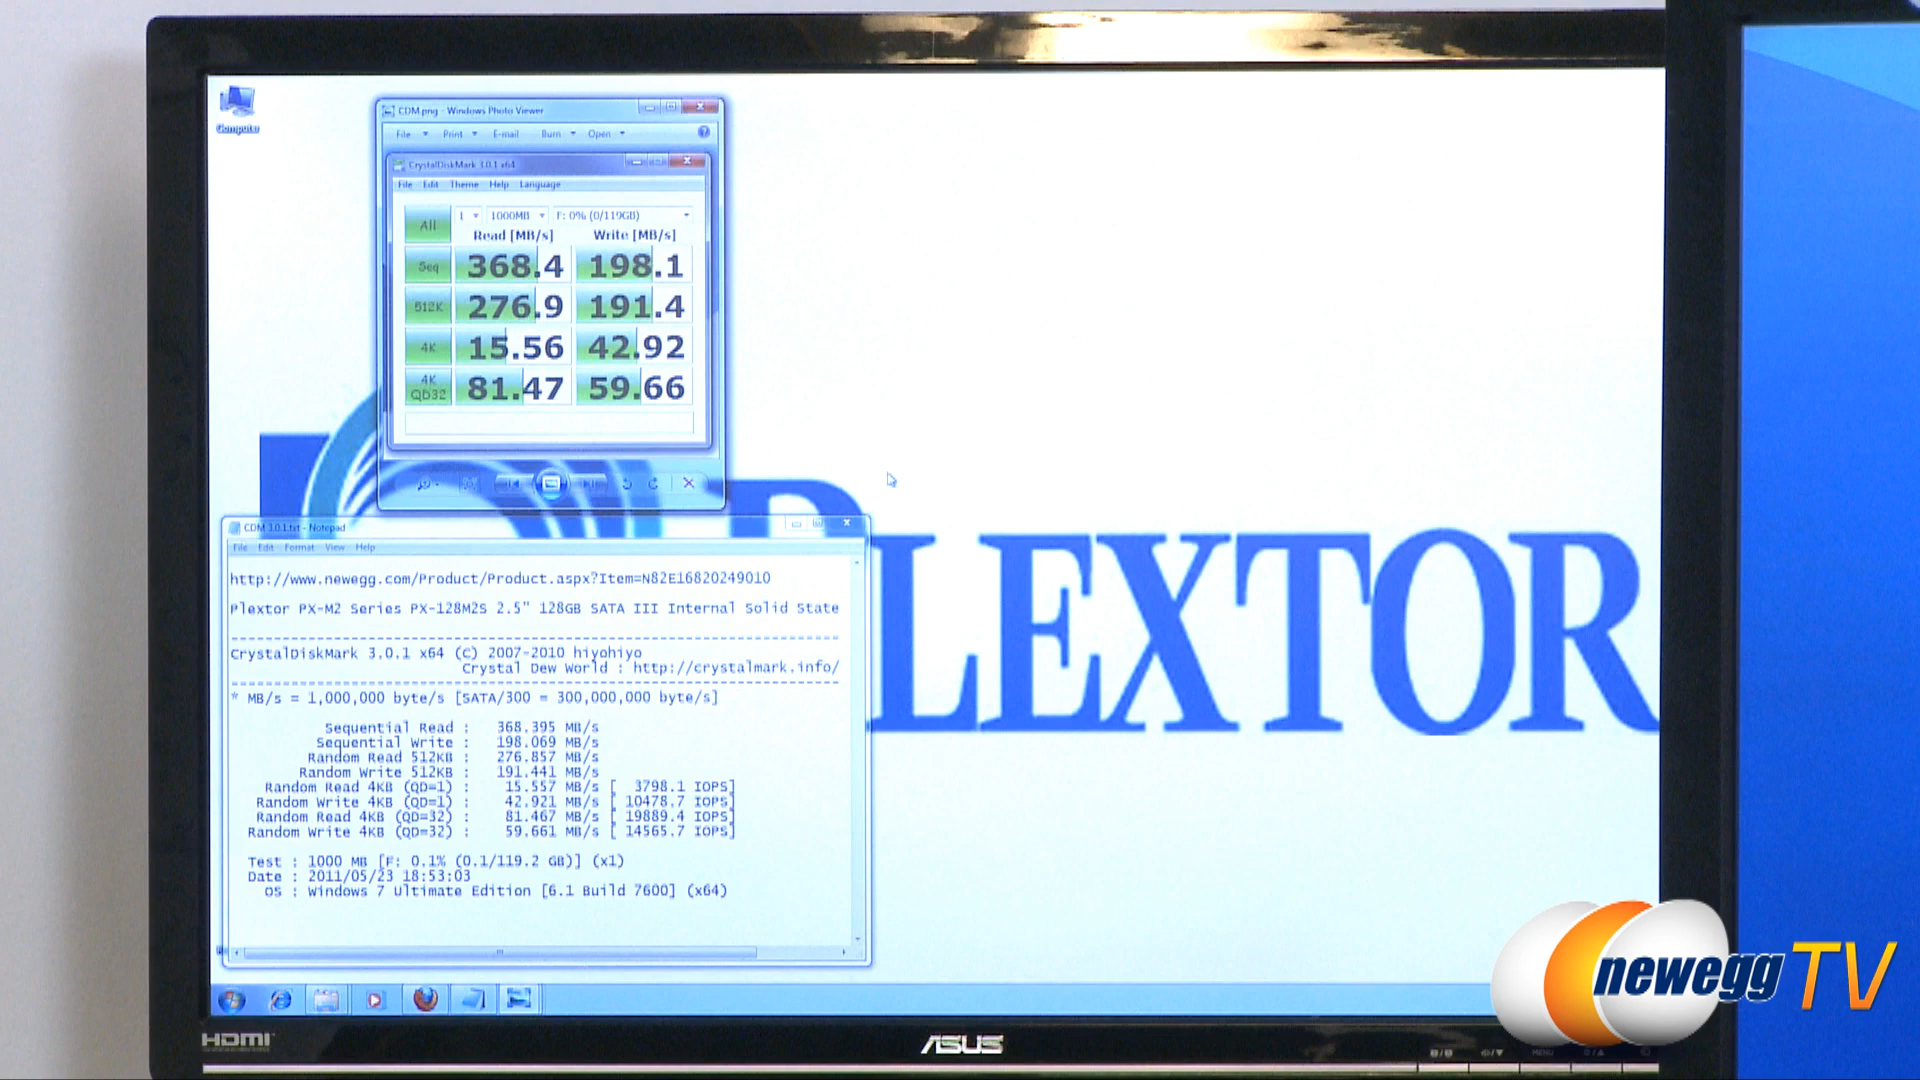 Computer
CDM.png - Windows Photo Viewer
File Print E-mail Burn Open
CrystalDiskMark 3.0.1 x64
File Edit Theme Help Language
All 1 1000MB F: 0% (0/119GB)
Read [MB/s] Write [MB/s]
Seq 368.4 198.1
512K 276.9 191.4
4K 15.56 42.92
4K QD32 81.47 59.66
PLEXTOR
CDM 3.0.1.txt - Notepad
File Edit Format View Help
http://www.newegg.com/Product/Product.aspx?Item=N82E16820249010
Plextor PX-M2 Series PX-128M2S 2.5" 128GB SATA III Internal Solid State
-----------------------------------------------------------------------
CrystalDiskMark 3.0.1 x64 (C) 2007-2010 hiyohiyo
Crystal Dew World : http://crystalmark.info/
-----------------------------------------------------------------------
* MB/s = 1,000,000 byte/s [SATA/300 = 300,000,000 byte/s]
Sequential Read : 368.395 MB/s
Sequential Write : 198.069 MB/s
Random Read 512KB : 276.857 MB/s
Random Write 512KB : 191.441 MB/s
Random Read 4KB (QD=1) : 15.557 MB/s [ 3798.1 IOPS]
Random Write 4KB (QD=1) : 42.921 MB/s [ 10478.7 IOPS]
Random Read 4KB (QD=32) : 81.467 MB/s [ 19889.4 IOPS]
Random Write 4KB (QD=32) : 59.661 MB/s [ 14565.7 IOPS]
Test : 1000 MB [F: 0.1% (0.1/119.2 GB)] (x1)
Date : 2011/05/23 18:53:03
OS : Windows 7 Ultimate Edition [6.1 Build 7600] (x64)
newegg TV
HDMI
ASUS
MENU